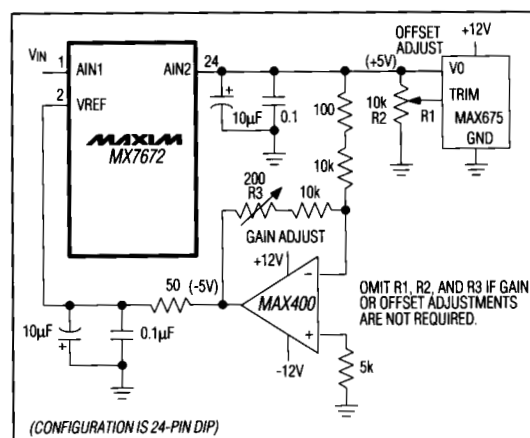 OFFSET
ADJUST
+12V
VIN
1
AIN1
AIN2
24
(+5V)
VO
2
VREF
TRIM
MAXIM
MX7672
10µF
+
0.1
100
10k
R2
R1
MAX675
GND
10k
200
R3
10k
GAIN ADJUST
+12V
−
OMIT R1, R2, AND R3 IF GAIN
OR OFFSET ADJUSTMENTS
ARE NOT REQUIRED.
50
(-5V)
MAX400
+
10µF
+
0.1µF
-12V
5k
(CONFIGURATION IS 24-PIN DIP)